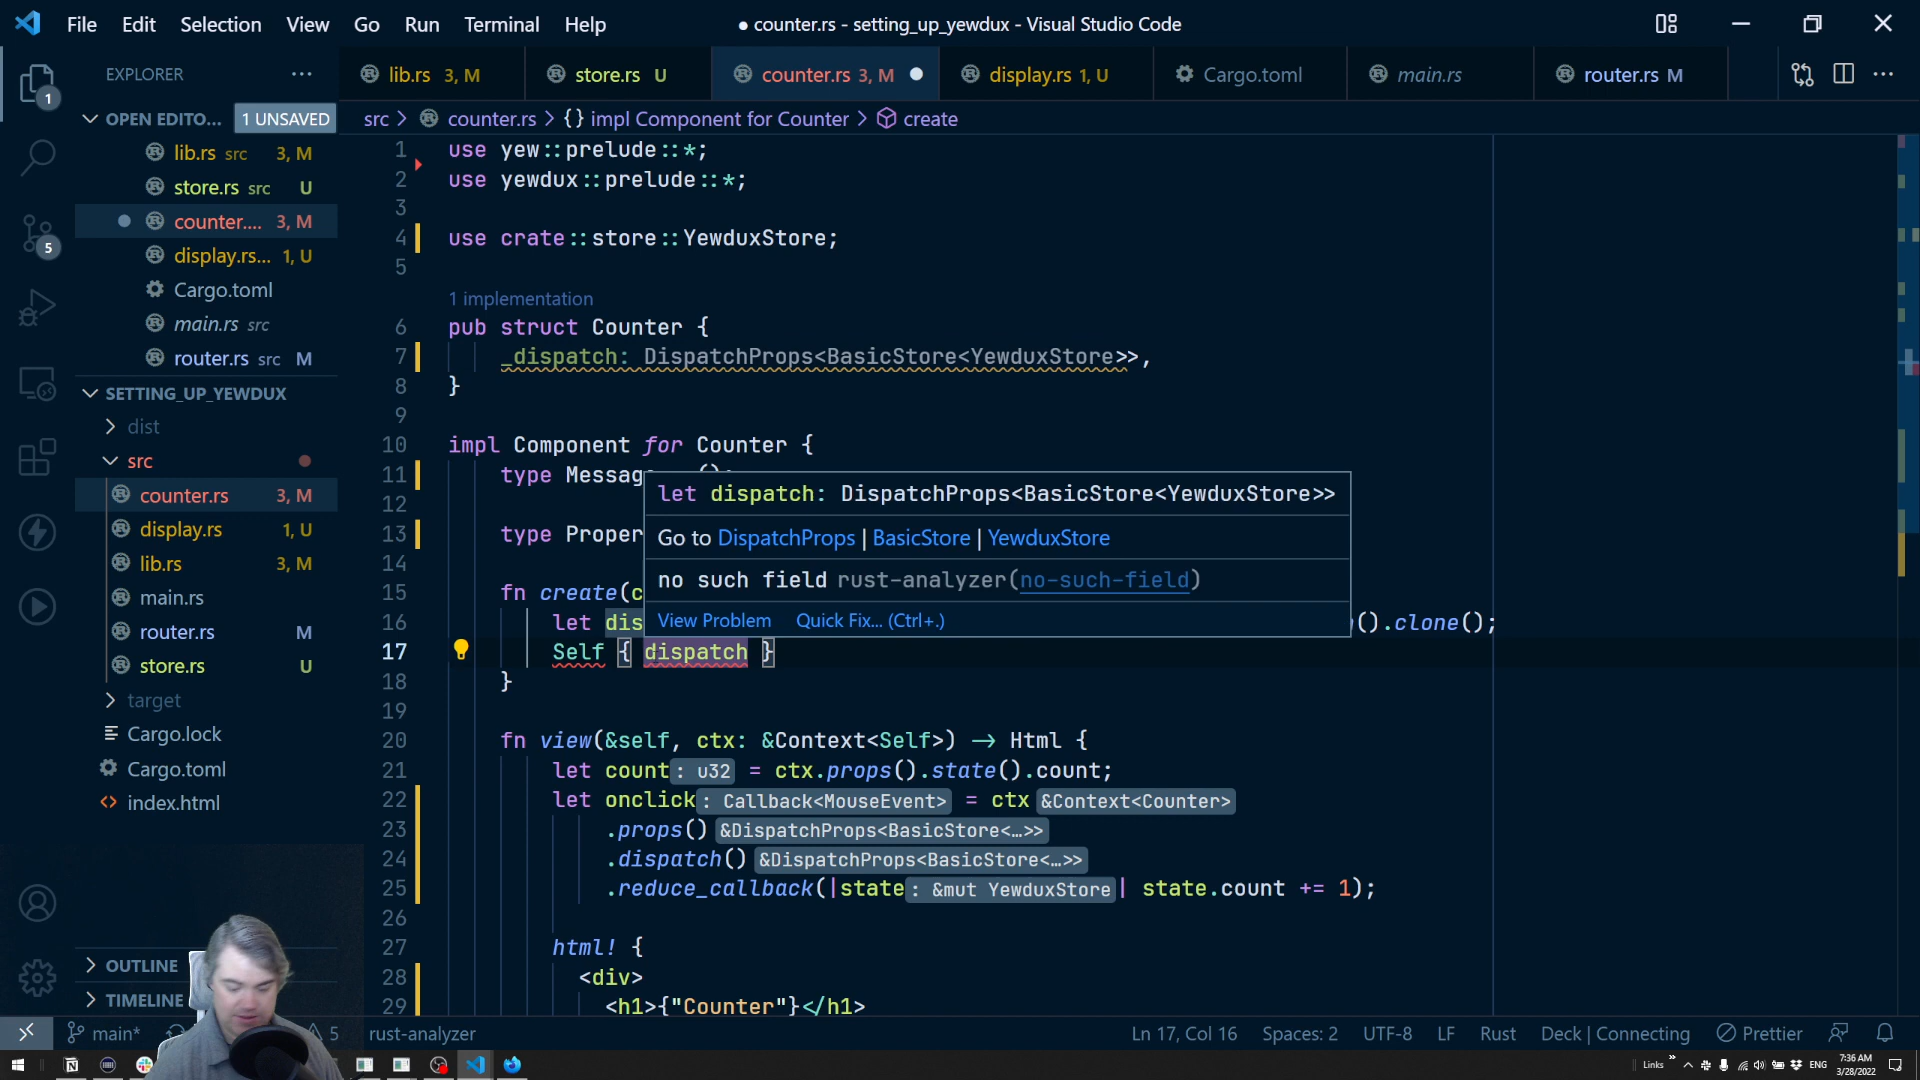 File Edit Selection View Go Run Terminal Help
● counter.rs - setting_up_yewdux - Visual Studio Code
EXPLORER
lib.rs 3, M
store.rs U
counter.rs 3, M
display.rs 1, U
Cargo.toml
main.rs
router.rs M
OPEN EDITO... 1 UNSAVED
lib.rs src 3, M
store.rs src U
counter.... 3, M
display.rs... 1, U
Cargo.toml
main.rs src
router.rs src M
SETTING_UP_YEWDUX
dist
src
counter.rs 3, M
display.rs 1, U
lib.rs 3, M
main.rs
router.rs M
store.rs U
target
Cargo.lock
Cargo.toml
index.html
OUTLINE
TIMELINE
1
5
src > counter.rs > {} impl Component for Counter > create
1 use yew::prelude::*;
2 use yewdux::prelude::*;
3
4 use crate::store::YewduxStore;
5
1 implementation
6 pub struct Counter {
7 _dispatch: DispatchProps<BasicStore<YewduxStore>>,
8 }
9
10 impl Component for Counter {
11 type Messag
12
13 type Proper
14
15 fn create(c
16 let dis ().clone();
17 Self { dispatch }
18 }
19
20 fn view(&self, ctx: &Context<Self>) → Html {
21 let count: u32 = ctx.props().state().count;
22 let onclick: Callback<MouseEvent> = ctx &Context<Counter>
23 .props() &DispatchProps<BasicStore<…>>
24 .dispatch() &DispatchProps<BasicStore<…>>
25 .reduce_callback(|state: &mut YewduxStore| state.count += 1);
26
27 html! {
28 <div>
29 <h1>{"Counter"}</h1>
let dispatch: DispatchProps<BasicStore<YewduxStore>>
Go to DispatchProps | BasicStore | YewduxStore
no such field rust-analyzer(no-such-field)
View Problem Quick Fix... (Ctrl+.)
main* 5 rust-analyzer Ln 17, Col 16 Spaces: 2 UTF-8 LF Rust Deck | Connecting Prettier
Links ENG 7:36 AM
3/28/2022